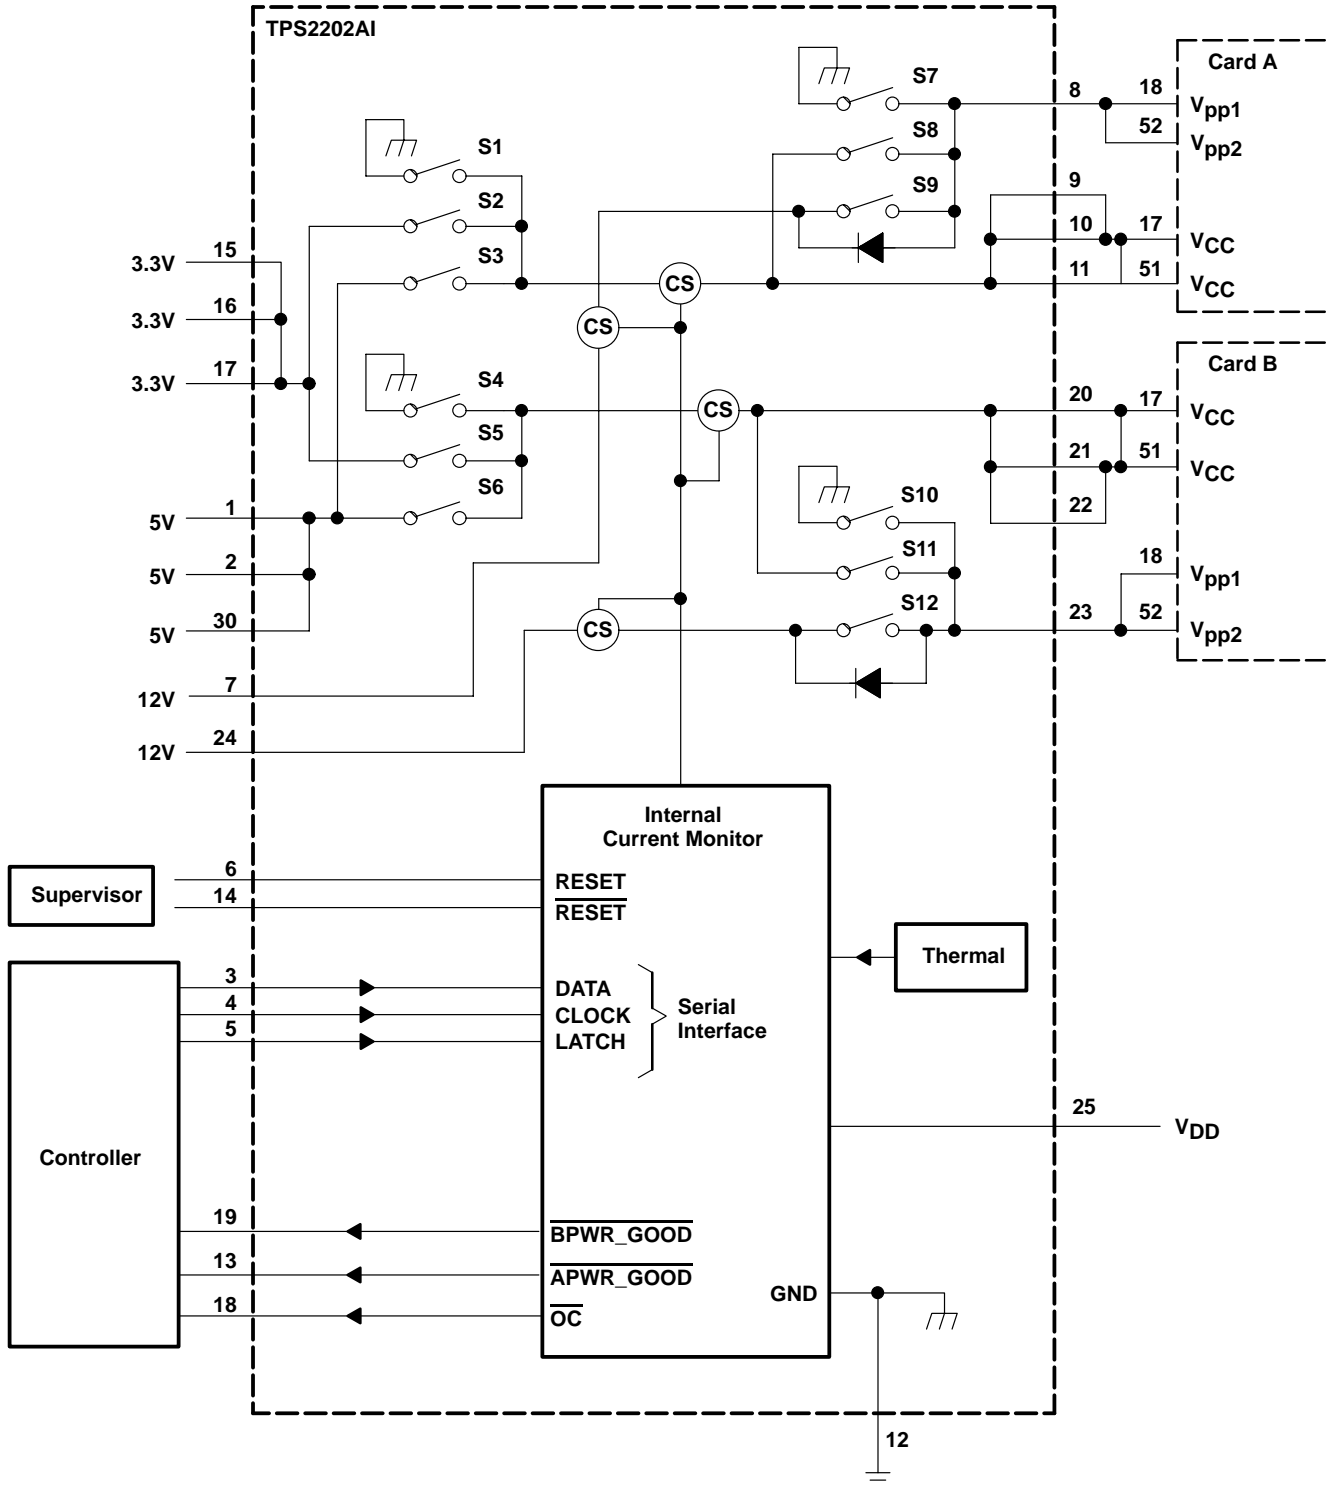 TPS2202AI
Card A
S7
8
18
Vpp1
S8
52
Vpp2
S1
S9
9
S2
10
17
VCC
15
3.3V
S3
CS
11
51
VCC
16
3.3V
CS
Card B
17
3.3V
S4
CS
20
17
VCC
S5
21
51
VCC
S6
S10
22
1
5V
S11
18
Vpp1
2
5V
S12
30
5V
CS
23
52
Vpp2
7
12V
24
12V
Internal
Current Monitor
Supervisor
6
RESET
14
RESET
Thermal
3
DATA
4
CLOCK
5
LATCH
Serial
Interface
25
VDD
Controller
19
BPWR_GOOD
13
APWR_GOOD
GND
18
OC
12